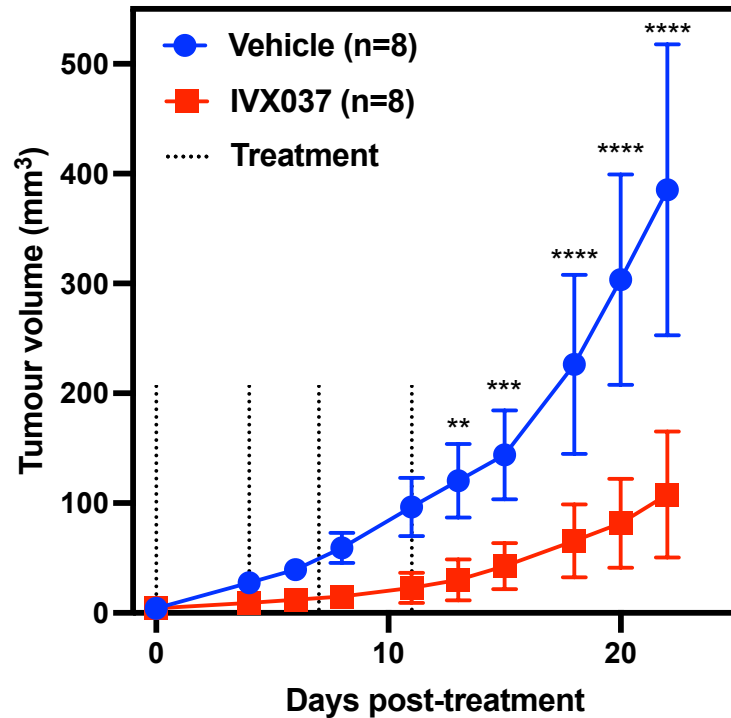 Vehicle (n=8)
IVX037 (n=8)
Treatment
****
****
****
***
**
500
400
300
200
100
0
Tumour volume (mm³)
0 10 20
Days post-treatment